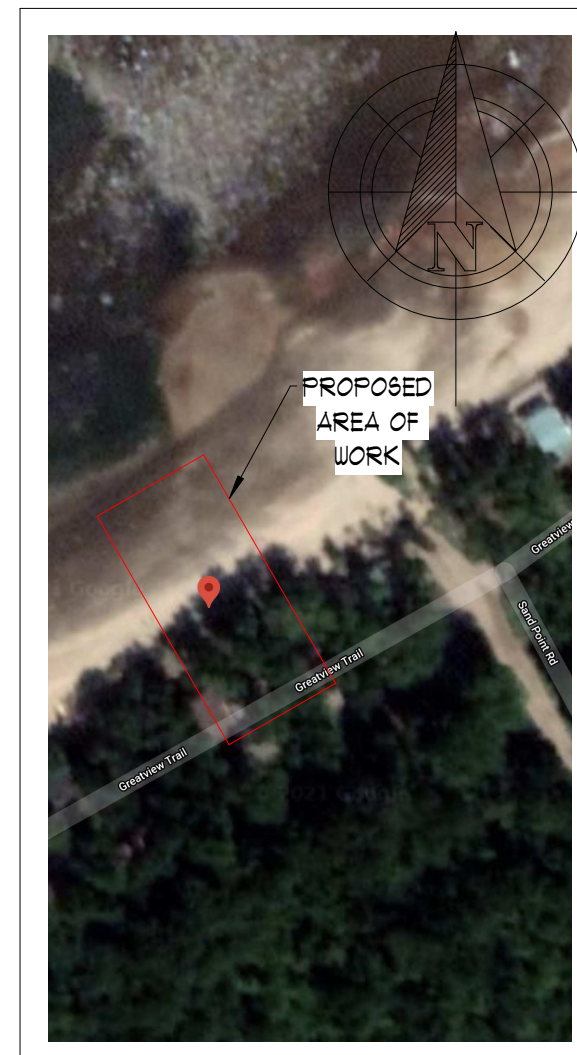 N
PROPOSED
AREA OF
WORK
Greatview
Sand Point Rd
Greatview Trail
Greatview Trail